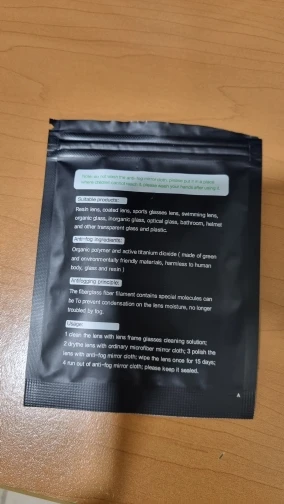 Suitable products:
Resin lens, coated lens, sports glasses lens, swimming lens,
organic glass, inorganic glass, optical glass, bathroom, helmet
and other transparent glass and plastic.
Anti-fog ingredients:
Organic polymer and active titanium dioxide ( made of green
and environmentally friendly materials, harmless to human
body, glass and resin )
Antifogging principle:
The fiberglass fiber filament contains special molecules can
be To prevent condensation on the lens moisture, no longer
troubled by fog.
Usage:
1 clean the lens with lens frame glasses cleaning solution;
2 drythe lens with ordinary microfiber mirror cloth; 3 polish the
lens with anti-fog mirror cloth: wipe the lens once for 15 days;
4 run out of anti-fog mirror cloth; please keep it sealed.
A